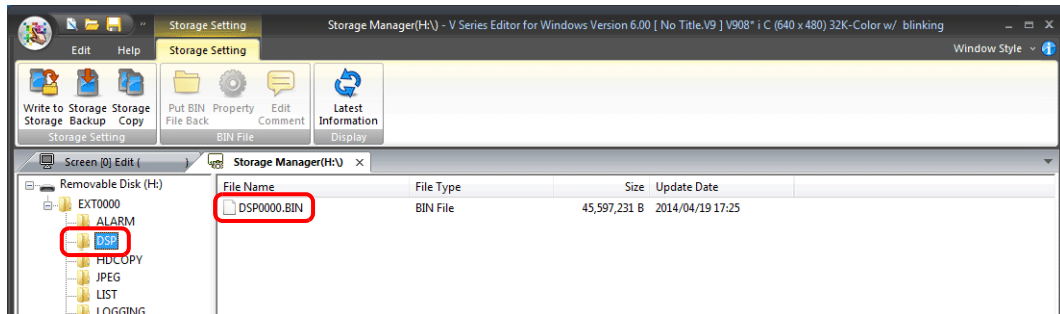 Storage Setting
Storage Manager(H:\) - V Series Editor for Windows Version 6.00 [ No Title.V9 ] V908* i C (640 x 480) 32K-Color w/ blinking
Edit Help Storage Setting Window Style
Write to Storage Storage Put BIN Property Edit Latest
Storage Backup Copy File Back Comment Information
Storage Setting BIN File Display
Screen [0] Edit ( ) Storage Manager(H:\)
Removable Disk (H:) File Name File Type Size Update Date
EXT0000 DSP0000.BIN BIN File 45,597,231 B 2014/04/19 17:25
ALARM
DSP
HDCOPY
JPEG
LIST
LOGGING